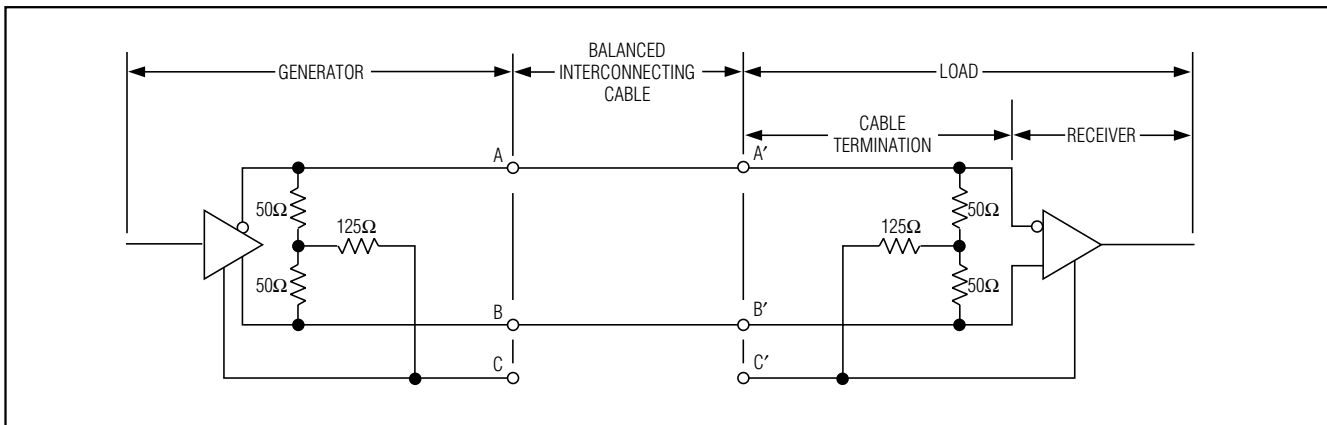 GENERATOR
BALANCED
INTERCONNECTING
CABLE
LOAD
CABLE
TERMINATION
RECEIVER
A
A′
50Ω
125Ω
50Ω
125Ω
50Ω
50Ω
B
B′
C
C′